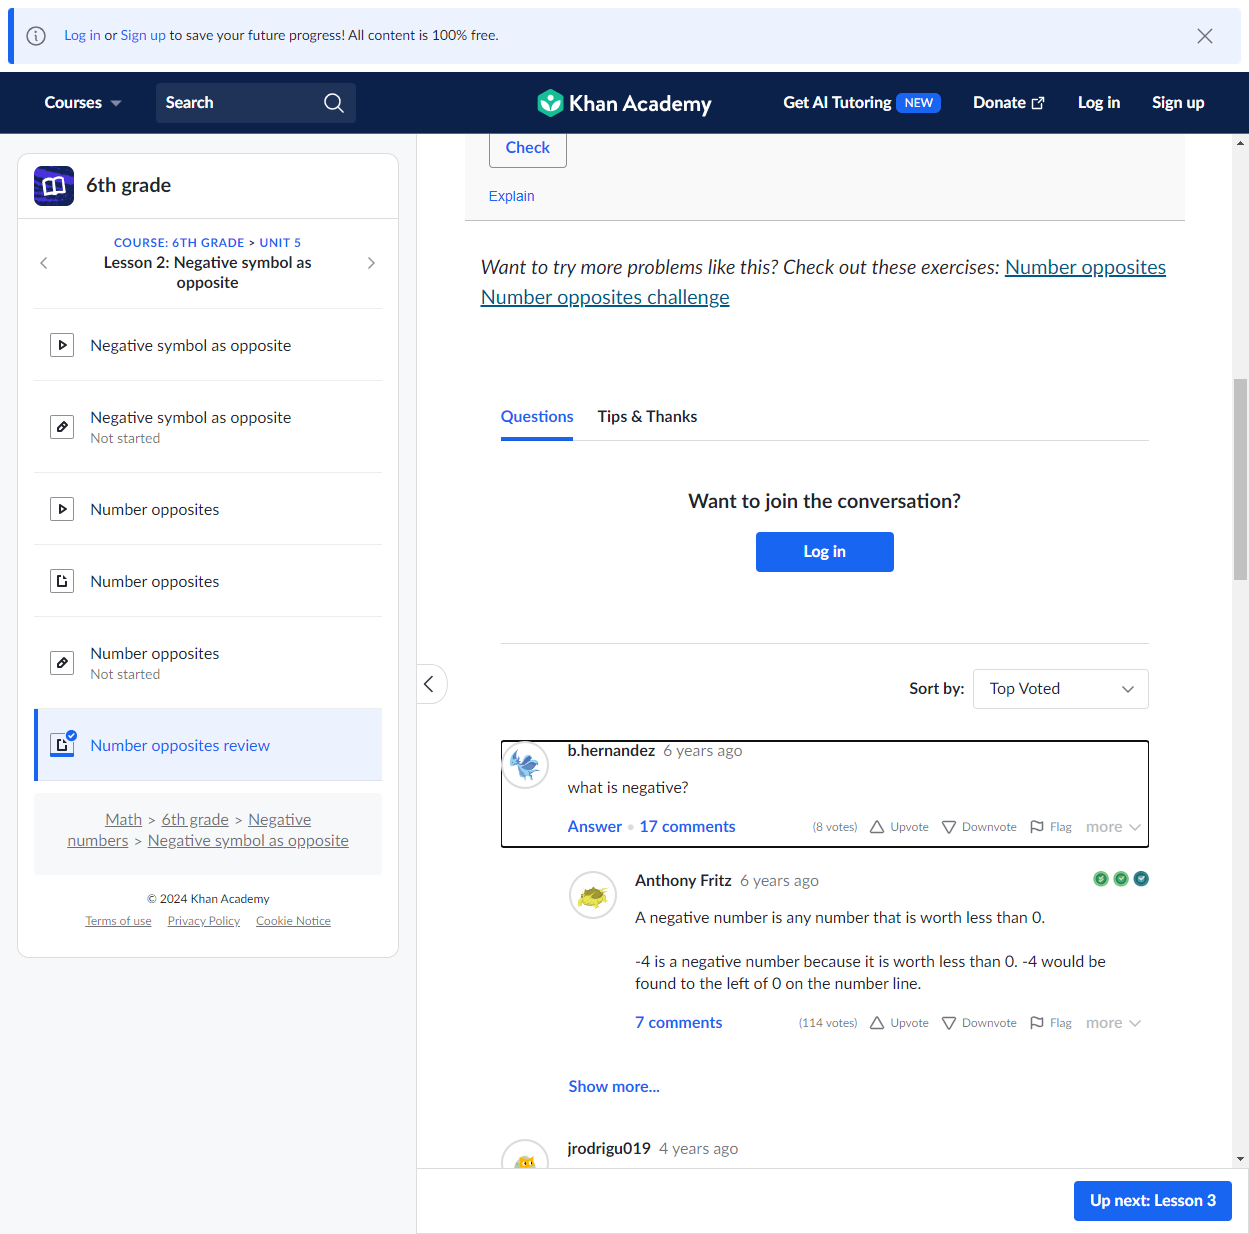 Log in or Sign up to save your future progress! All content is 100% free.
Courses
Search
Khan Academy
Get AI Tutoring NEW
Donate
Log in
Sign up
6th grade
COURSE: 6TH GRADE > UNIT 5
Lesson 2: Negative symbol as
opposite
Negative symbol as opposite
Negative symbol as opposite
Not started
Number opposites
Number opposites
Number opposites
Not started
Number opposites review
Math > 6th grade > Negative
numbers > Negative symbol as opposite
© 2024 Khan Academy
Terms of use Privacy Policy Cookie Notice
Check
Explain
Want to try more problems like this? Check out these exercises: Number opposites
Number opposites challenge
Questions Tips & Thanks
Want to join the conversation?
Log in
Sort by: Top Voted
b.hernandez 6 years ago
what is negative?
Answer • 17 comments (8 votes) Upvote Downvote Flag more
Anthony Fritz 6 years ago
A negative number is any number that is worth less than 0.
-4 is a negative number because it is worth less than 0. -4 would be
found to the left of 0 on the number line.
7 comments (114 votes) Upvote Downvote Flag more
Show more...
jrodrigu019 4 years ago
Up next: Lesson 3